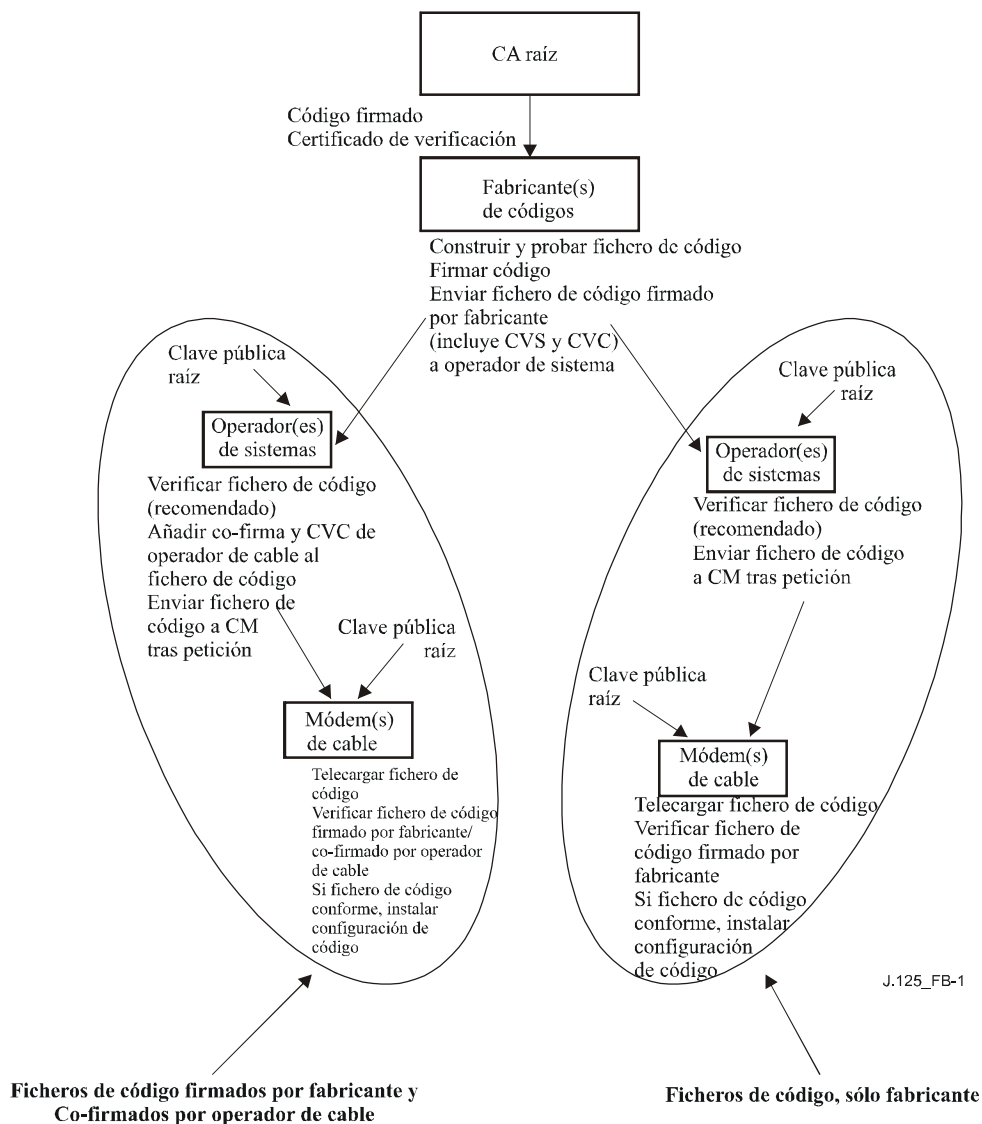 CA raíz
Código firmado
Certificado de verificación
Fabricante(s)
de códigos
Construir y probar fichero de código
Firmar código
Enviar fichero de código firmado
por fabricante
(incluye CVS y CVC)
a operador de sistema
Clave pública
raíz
Operador(es)
de sistemas
Verificar fichero de código
(recomendado)
Añadir co-firma y CVC de
operador de cable al
fichero de código
Enviar fichero de
código a CM
tras petición
Clave pública
raíz
Módem(s)
de cable
Telecargar fichero de
código
Verificar fichero de código
firmado por fabricante/
co-firmado por operador
de cable
Si fichero de código
conforme, instalar
configuración de
código
Clave pública
raíz
Operador(es)
de sistemas
Verificar fichero de código
(recomendado)
Enviar fichero de código
a CM tras petición
Clave pública
raíz
Módem(s)
de cable
Telecargar fichero de código
Verificar fichero de
código firmado por
fabricante
Si fichero de código
conforme, instalar
configuración
de código
J.125_FB-1
Ficheros de código firmados por fabricante y
Co-firmados por operador de cable
Ficheros de código, sólo fabricante